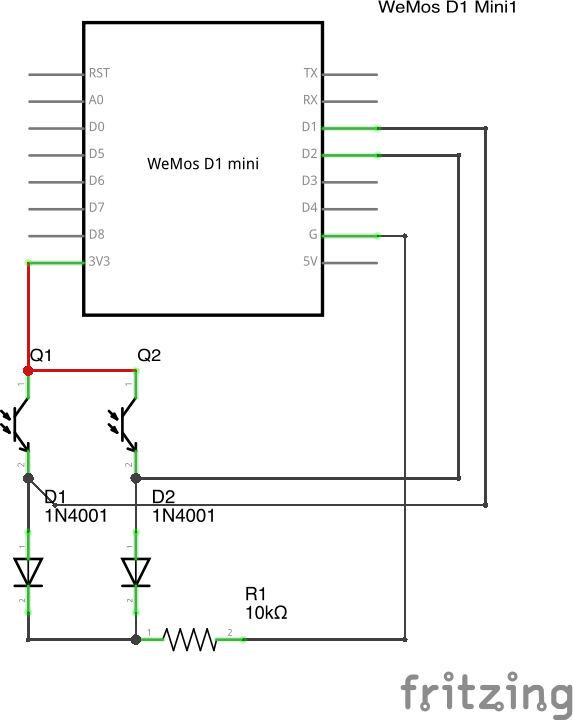 WeMos D1 Mini1
RST
TX
A0
RX
D0
D1
D5
D2
WeMos D1 mini
D6
D3
D7
D4
D8
G
3V3
5V
Q1
Q2
1
1
2
2
D1
D2
1N4001
1N4001
1
1
2
2
R1
10kΩ
1
2
fritzing